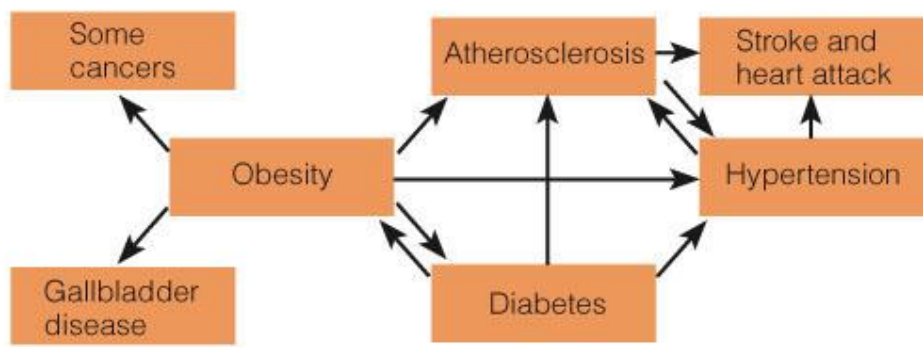 Some
cancers
Atherosclerosis
Stroke and
heart attack
Obesity
Hypertension
Gallbladder
disease
Diabetes